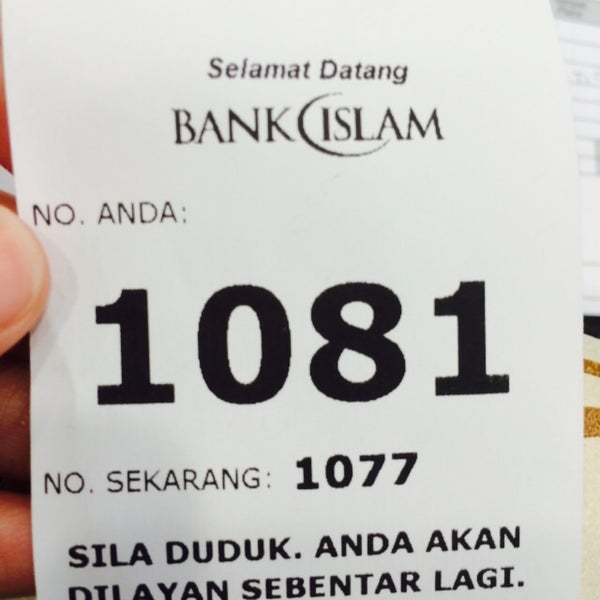 Selamat Datang
BANK ISLAM
NO. ANDA:
1081
NO. SEKARANG: 1077
SILA DUDUK. ANDA AKAN
DILAYAN SEBENTAR LAGI.